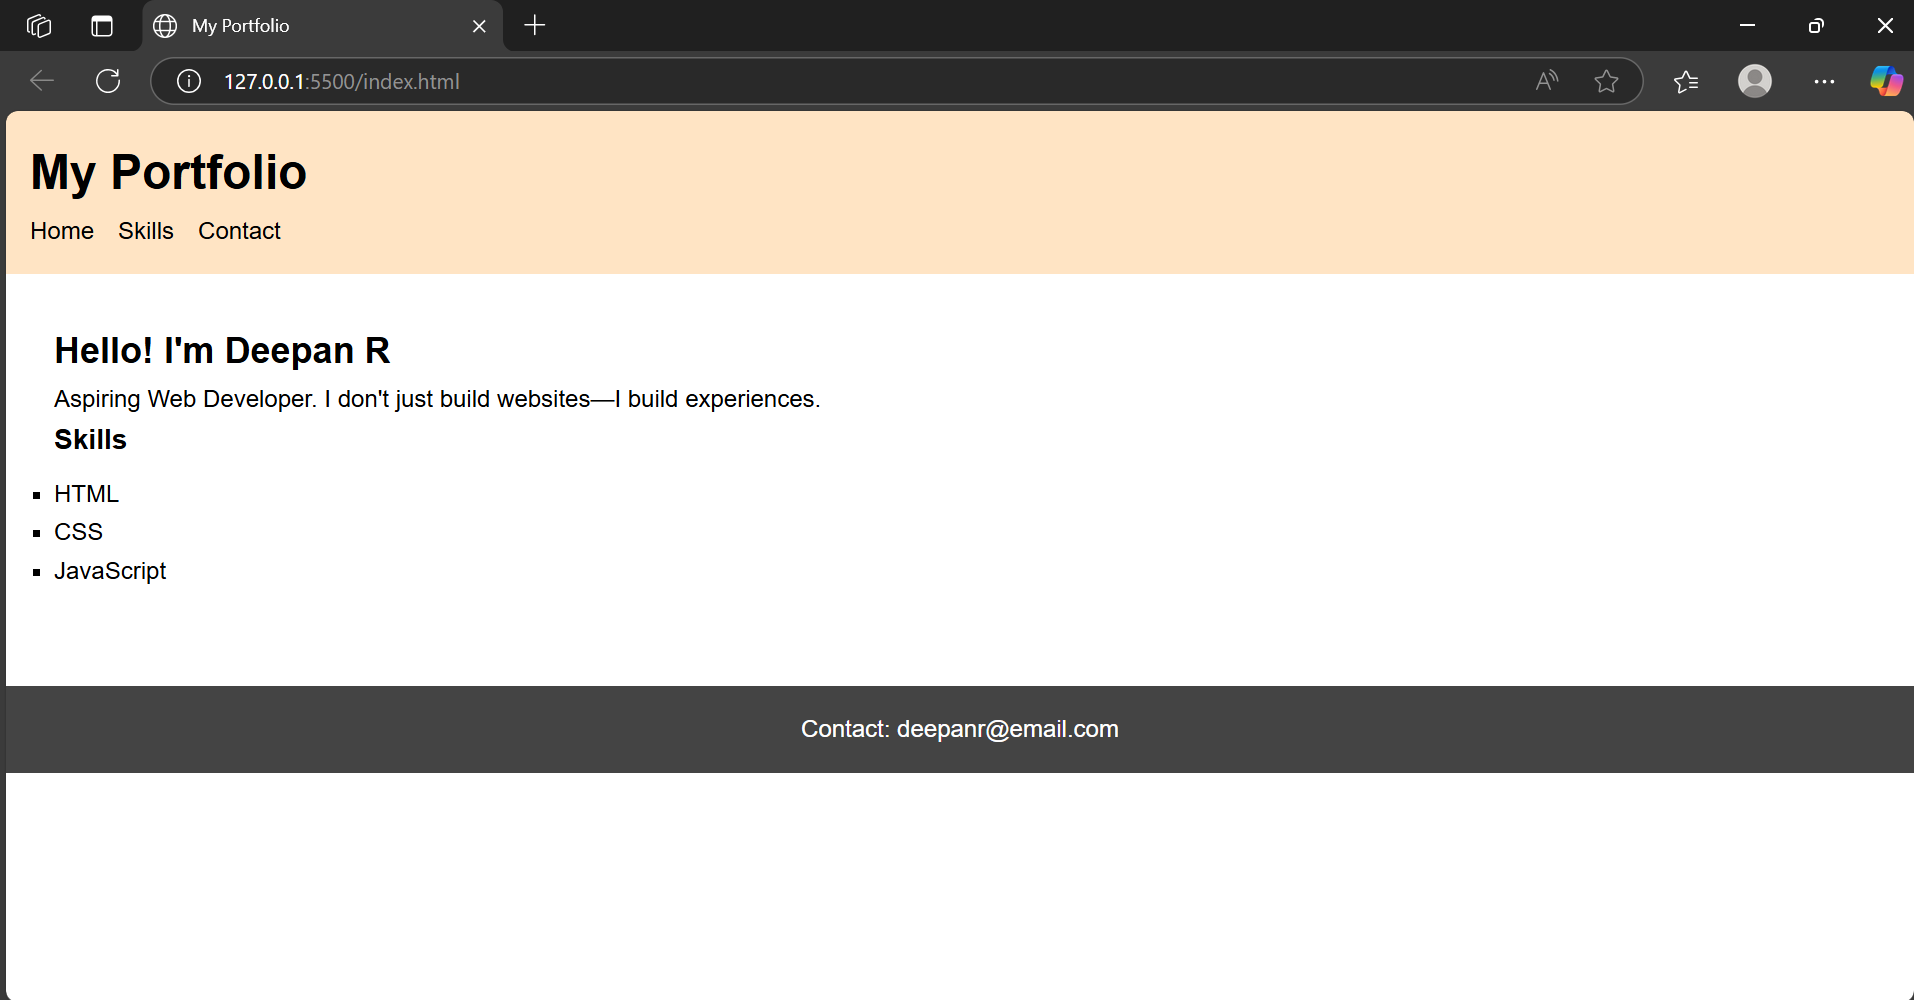 My Portfolio
127.0.0.1:5500/index.html
My Portfolio
Home Skills Contact
Hello! I'm Deepan R
Aspiring Web Developer. I don't just build websites—I build experiences.
Skills
HTML
CSS
JavaScript
Contact: deepanr@email.com